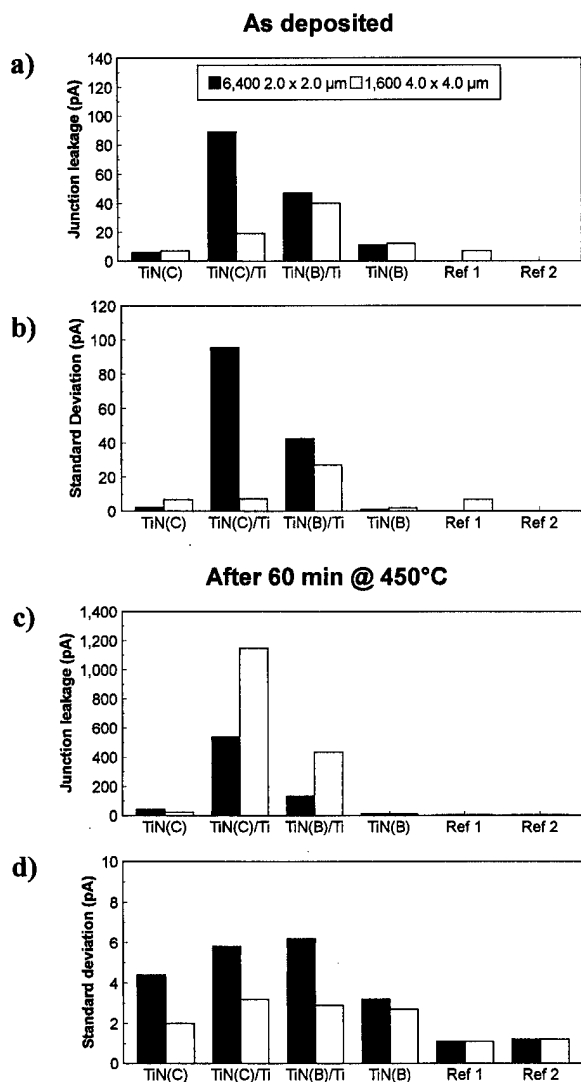 As deposited
a)
Junction leakage (pA)
140
120
100
80
60
40
20
0
6,400 2.0 x 2.0 µm 1,600 4.0 x 4.0 µm
TiN(C) TiN(C)/Ti TiN(B)/Ti TiN(B) Ref 1 Ref 2
b)
Standard Deviation (pA)
120
100
80
60
40
20
0
TiN(C) TiN(C)/Ti TiN(B)/Ti TiN(B) Ref 1 Ref 2
After 60 min @ 450°C
c)
Junction leakage (pA)
1,400
1,200
1,000
800
600
400
200
0
TiN(C) TiN(C)/Ti TiN(B)/Ti TiN(B) Ref 1 Ref 2
d)
Standard deviation (pA)
10
8
6
4
2
0
TiN(C) TiN(C)/Ti TiN(B)/Ti TiN(B) Ref 1 Ref 2